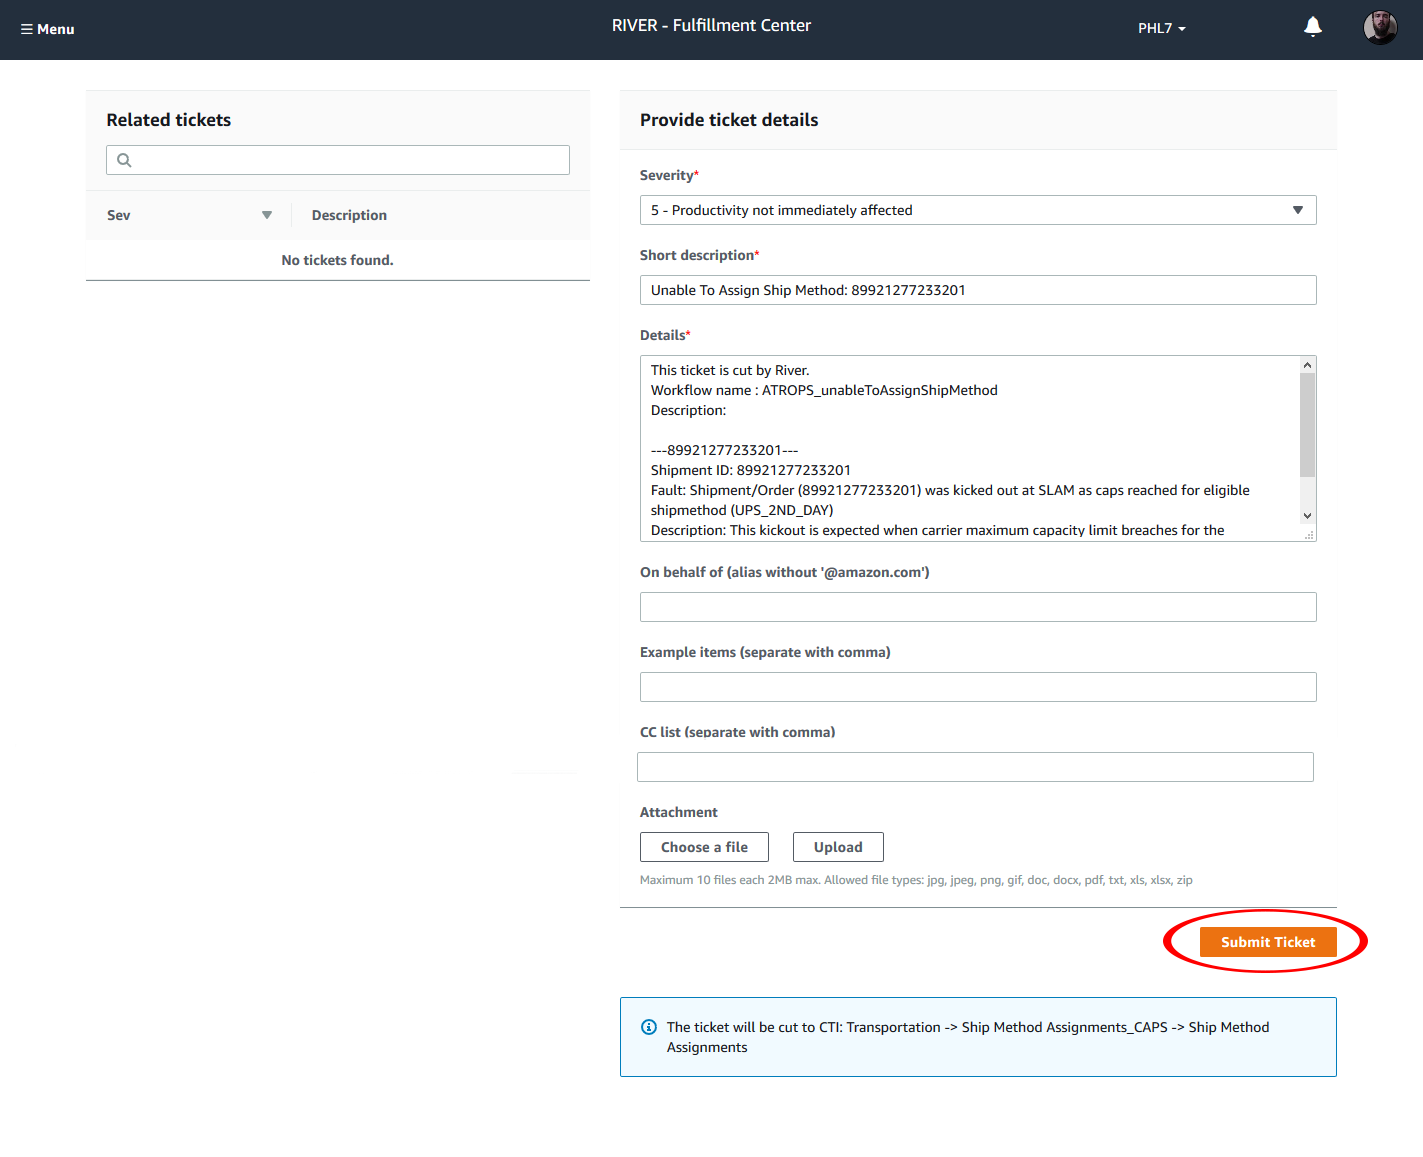 ☰ Menu
RIVER - Fulfillment Center
PHL7
Related tickets
Sev
Description
No tickets found.
Provide ticket details
Severity*
5 - Productivity not immediately affected
Short description*
Unable To Assign Ship Method: 89921277233201
Details*
This ticket is cut by River.
Workflow name : ATROPS_unableToAssignShipMethod
Description:
---89921277233201---
Shipment ID: 89921277233201
Fault: Shipment/Order (89921277233201) was kicked out at SLAM as caps reached for eligible
shipmethod (UPS_2ND_DAY)
Description: This kickout is expected when carrier maximum capacity limit breaches for the
On behalf of (alias without '@amazon.com')
Example items (separate with comma)
CC list (separate with comma)
Attachment
Choose a file
Upload
Maximum 10 files each 2MB max. Allowed file types: jpg, jpeg, png, gif, doc, docx, pdf, txt, xls, xlsx, zip
Submit Ticket
The ticket will be cut to CTI: Transportation -> Ship Method Assignments_CAPS -> Ship Method
Assignments